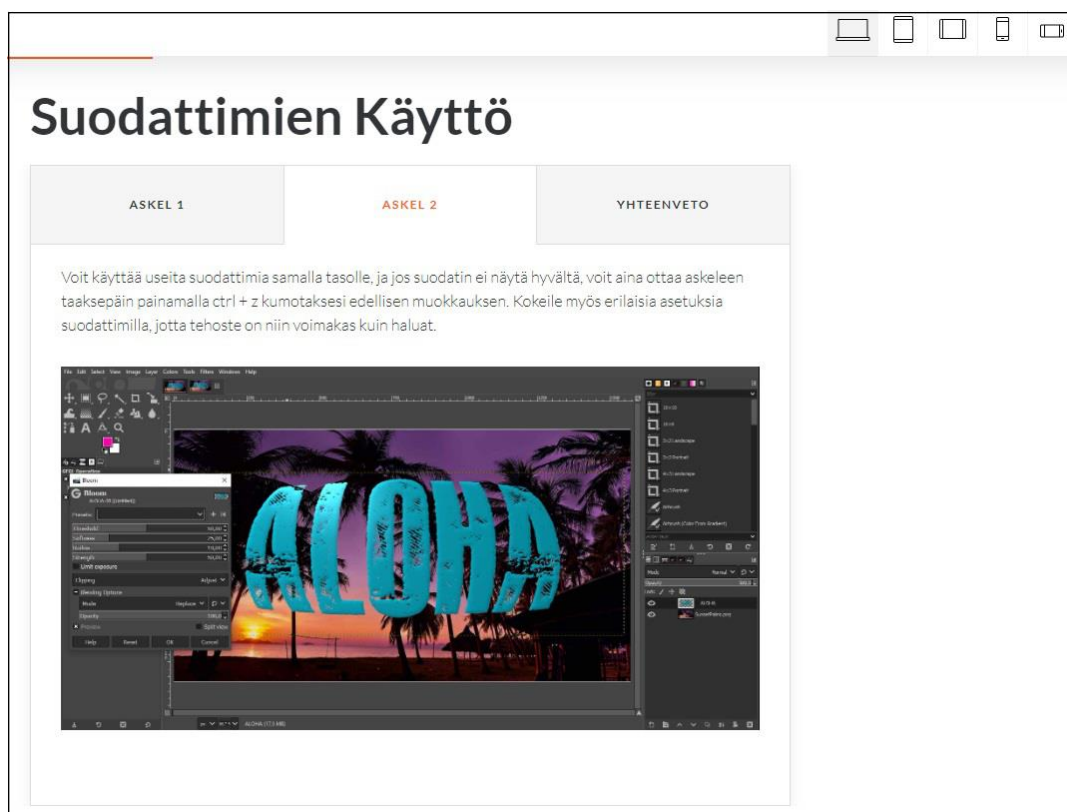 Suodattimien Käyttö
ASKEL 1
ASKEL 2
YHTEENVETO
Voit käyttää useita suodattimia samalla tasolle, ja jos suodatin ei näytä hyvältä, voit aina ottaa askeleen
taaksepäin painamalla ctrl + z kumotaksesi edellisen muokkauksen. Kokeile myös erilaisia asetuksia
suodattimilla, jotta tehoste on niin voimakas kuin haluat.
File Edit Select View Image Layer Colors Tools Filters Windows Help
Bloom
Bloom
Presets:
Threshold
Softness
Radius
Strength
Limit exposure
Clipping Adjust
Blending Options
Mode Replace
Opacity
Preview Split view
Help Reset OK Cancel
ALOHA
Mode Normal
Opacity